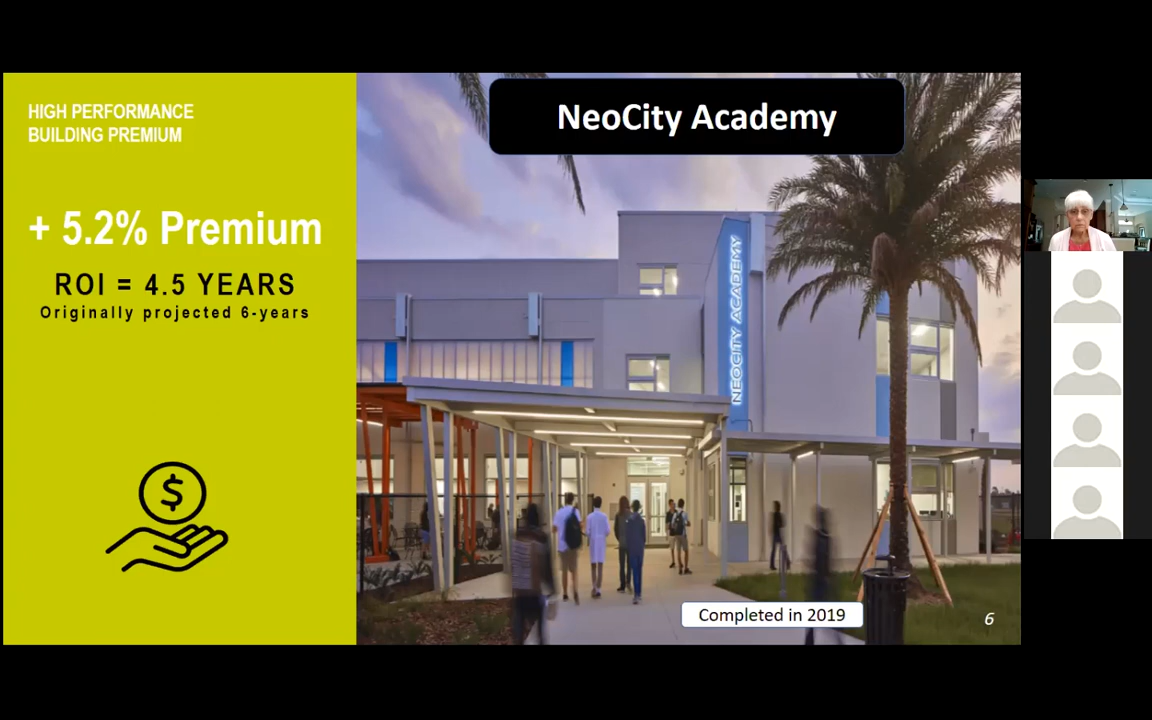 HIGH PERFORMANCE
BUILDING PREMIUM
+ 5.2% Premium
ROI = 4.5 YEARS
Originally projected 6-years
$
NeoCity Academy
NEOCITY ACADEMY
Completed in 2019
6